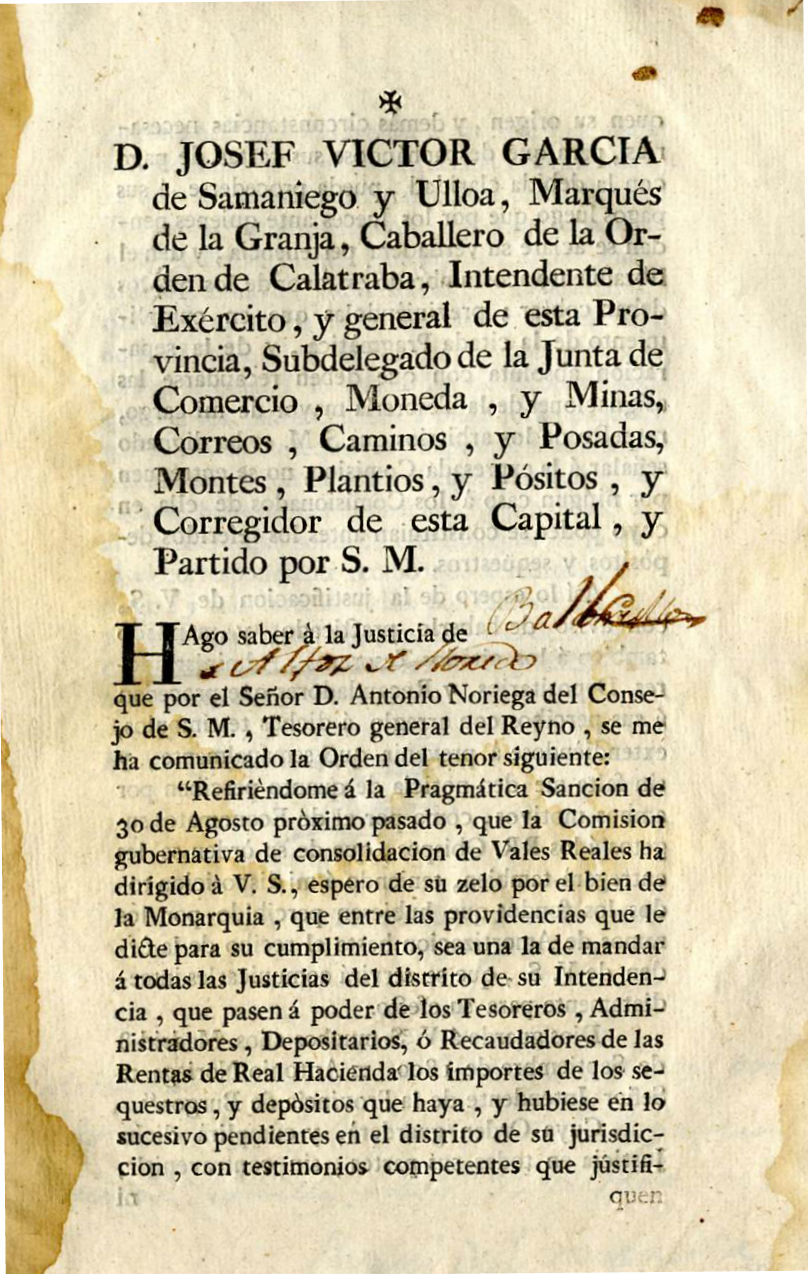 ✠
D. JOSEF VICTOR GARCIA
de Samaniego y Ulloa, Marqués
de la Granja, Caballero de la Or-
den de Calatraba, Intendente de
Exército, y general de esta Pro-
vincia, Subdelegado de la Junta de
Comercio , Moneda , y Minas,
Correos , Caminos , y Posadas,
Montes , Plantios, y Pósitos , y
Corregidor de esta Capital , y
Partido por S. M.
HAgo saber à la Justicia de
que por el Señor D. Antonio Noriega del Conse-
jo de S. M. , Tesorero general del Reyno , se me
ha comunicado la Orden del tenor siguiente:
“Refirièndome á la Pragmática Sancion de
30 de Agosto pròximo pasado , que la Comision
gubernativa de consolidacion de Vales Reales ha
dirigido à V. S., espero de su zelo por el bien de
la Monarquia , que entre las providencias que le
dicte para su cumplimiento, sea una la de mandar
á todas las Justicias del distrito de su Intenden-
cia , que pasen á poder de los Tesoreros , Admi-
nistradores , Depositarios, ó Recaudadores de las
Rentas de Real Hacienda los importes de los se-
questros, y depòsitos que haya , y hubiese en lo
sucesivo pendientes en el distrito de su jurisdic-
cion , con testimonios competentes que jústifi-
quen